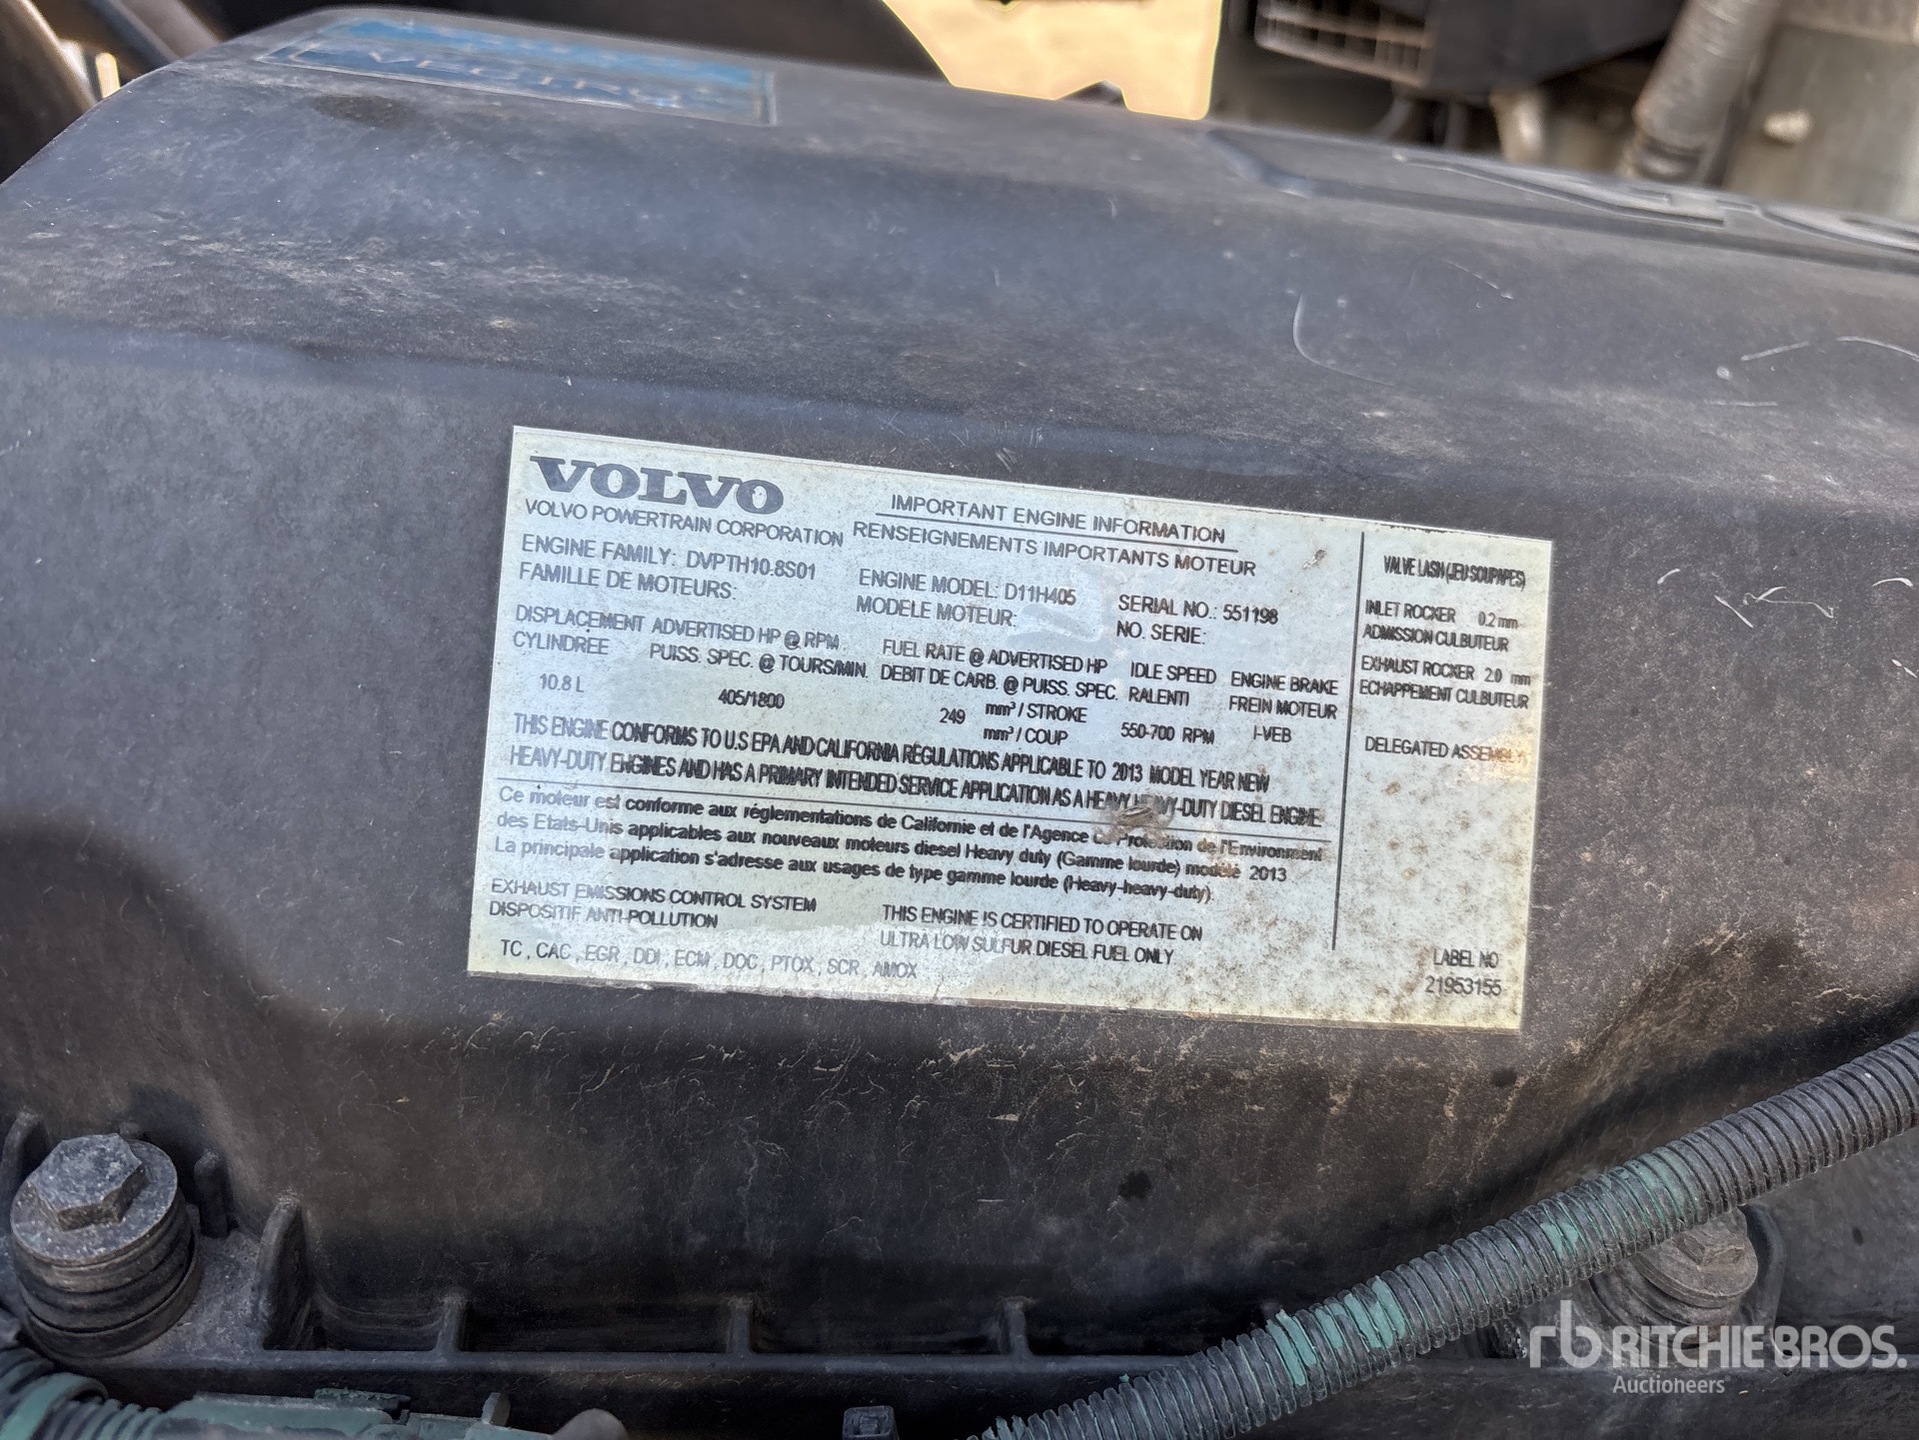 VOLVO
VOLVO POWERTRAIN CORPORATION
IMPORTANT ENGINE INFORMATION
RENSEIGNEMENTS IMPORTANTS MOTEUR
ENGINE FAMILY: DVPTH10.8S01
FAMILLE DE MOTEURS:
ENGINE MODEL: D11H405
MODELE MOTEUR:
SERIAL NO.: 551198
NO. SERIE:
DISPLACEMENT
CYLINDREE
10.8 L
ADVERTISED HP @ RPM
PUISS. SPEC. @ TOURS/MIN.
405/1800
FUEL RATE @ ADVERTISED HP
DEBIT DE CARB. @ PUISS. SPEC.
249 mm³ / STROKE
mm³ / COUP
IDLE SPEED
RALENTI
550-700 RPM
ENGINE BRAKE
FREIN MOTEUR
I-VEB
THIS ENGINE CONFORMS TO U.S EPA AND CALIFORNIA REGULATIONS APPLICABLE TO 2013 MODEL YEAR NEW
HEAVY-DUTY ENGINES AND HAS A PRIMARY INTENDED SERVICE APPLICATION AS A HEAVY HEAVY-DUTY DIESEL ENGINE.
Ce moteur est conforme aux réglementations de Californie et de l'Agence de Protection de l'Environment
des Etats-Unis applicables aux nouveaux moteurs diesel Heavy duty (Gamme lourde) modèle 2013
La principale application s'adresse aux usages de type gamme lourde (Heavy-heavy-duty).
EXHAUST EMISSIONS CONTROL SYSTEM
DISPOSITIF ANTI-POLLUTION
TC , CAC , EGR , DDI , ECM , DOC , PTOX , SCR , AMOX
THIS ENGINE IS CERTIFIED TO OPERATE ON
ULTRA LOW SULFUR DIESEL FUEL ONLY
VALVE LASH (JEU SOUPAPES)
INLET ROCKER 0.2 mm
ADMISSION CULBUTEUR
EXHAUST ROCKER 2.0 mm
ECHAPPEMENT CULBUTEUR
DELEGATED ASSEMBLY
LABEL NO
21953155
rb RITCHIE BROS.
Auctioneers